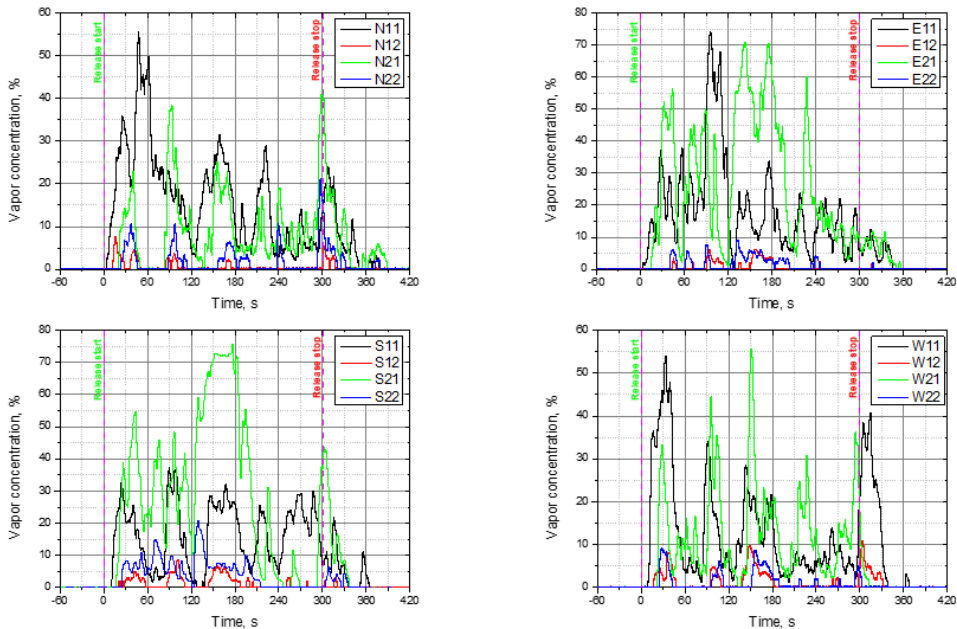 60
50
40
30
20
10
0
Vapor concentration, %
Release start
Release stop
N11
N12
N21
N22
-60 0 60 120 180 240 300 360 420
Time, s
80
70
60
50
40
30
20
10
0
Vapor concentration, %
Release start
Release stop
E11
E12
E21
E22
-60 0 60 120 180 240 300 360 420
Time, s
80
70
60
50
40
30
20
10
0
Vapor concentration, %
Release start
Release stop
S11
S12
S21
S22
-60 0 60 120 180 240 300 360 420
Time, s
60
50
40
30
20
10
0
Vapor concentration, %
Release start
Release stop
W11
W12
W21
W22
-60 0 60 120 180 240 300 360 420
Time, s